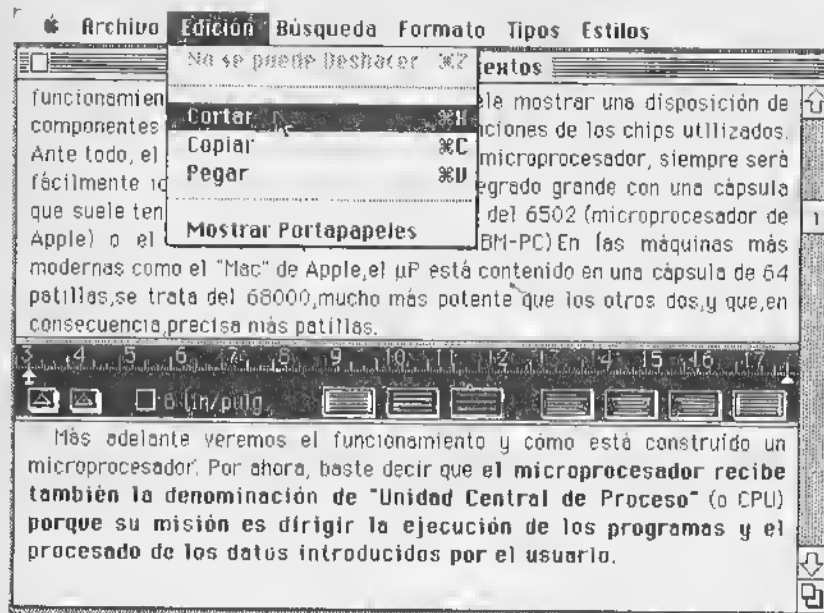 Archivo Edición Búsqueda Formato Tipos Estilos
No se puede Deshacer ⌘Z
Cortar ⌘X
Copiar ⌘C
Pegar ⌘V
Mostrar Portapapeles
extos
funcionamien le mostrar una disposición de
componentes nciones de los chips utilizados.
Ante todo, el microprocesador, siempre será
fácilmente egrado grande con una cápsula
que suele ten del 6502 (microprocesador de
Apple) o el BM-PC) En las máquinas más
modernas como el "Mac" de Apple,el µP está contenido en una cápsula de 64
patillas,se trata del 68000,mucho más potente que los otros dos,y que,en
consecuencia,precisa más patillas.
3 4 5 6 7 8 9 10 11 12 13 14 15 16 17
6 lin/pulg
Más adelante veremos el funcionamiento y cómo está construído un
microprocesador. Por ahora, baste decir que el microprocesador recibe
también la denominación de "Unidad Central de Proceso" (o CPU)
porque su misión es dirigir la ejecución de los programas y el
procesado de los datos introducidos por el usuario.
1